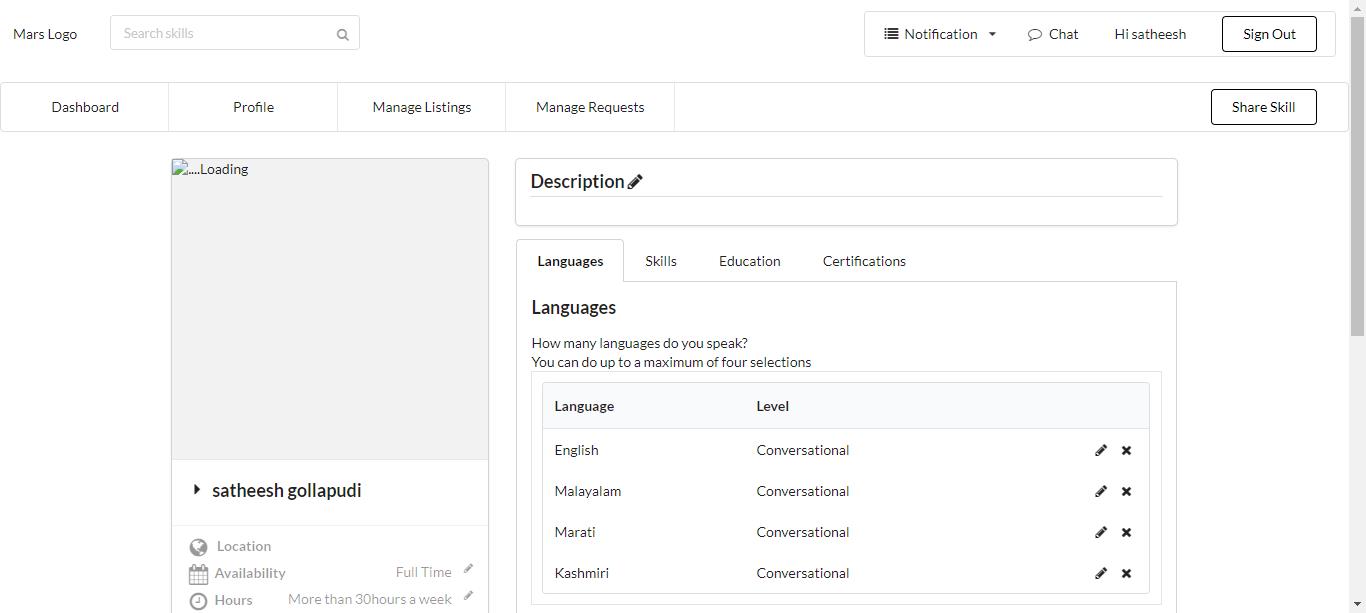 Mars Logo
Search skills
Notification
Chat
Hi satheesh
Sign Out
Dashboard
Profile
Manage Listings
Manage Requests
Share Skill
....Loading
satheesh gollapudi
Location
Availability
Full Time
Hours
More than 30hours a week
Description
Languages
Skills
Education
Certifications
Languages
How many languages do you speak?
You can do up to a maximum of four selections
Language Level
English Conversational
Malayalam Conversational
Marati Conversational
Kashmiri Conversational